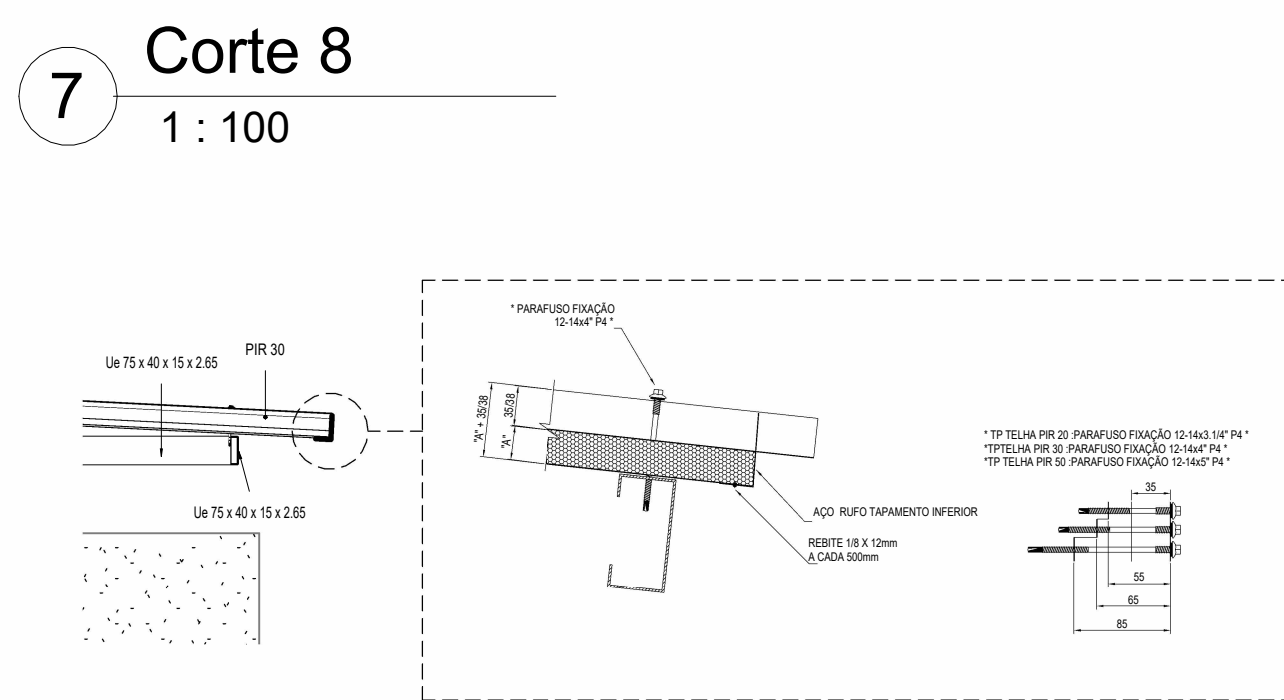 7
Corte 8
1 : 100
* PARAFUSO FIXAÇÃO
12-14x4" P4 *
Ue 75 x 40 x 15 x 2.65
PIR 30
"A" + 35/38
35/38
"A"
* TP TELHA PIR 20 :PARAFUSO FIXAÇÃO 12-14x3.1/4" P4 *
*TPTELHA PIR 30 :PARAFUSO FIXAÇÃO 12-14x4" P4 *
*TP TELHA PIR 50 :PARAFUSO FIXAÇÃO 12-14x5" P4 *
35
Ue 75 x 40 x 15 x 2.65
AÇO RUFO TAPAMENTO INFERIOR
REBITE 1/8 X 12mm
A CADA 500mm
55
65
85